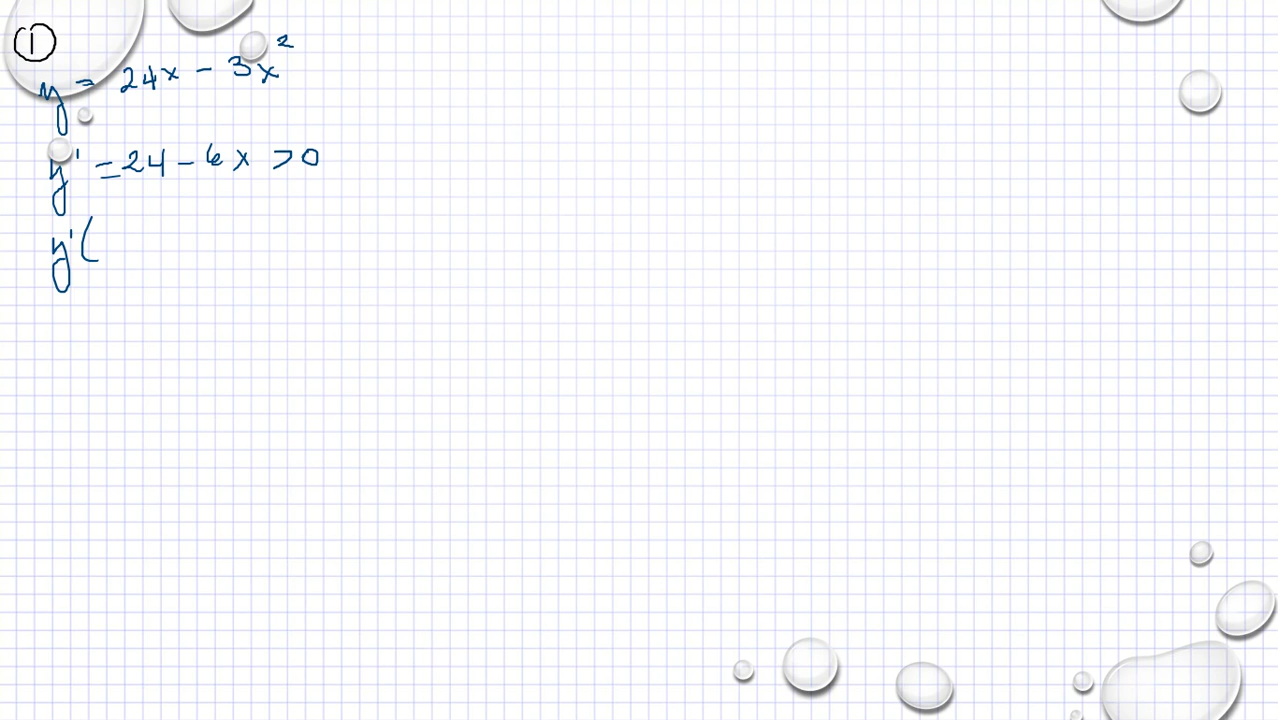 ①
y = 24x - 3x²
y' = 24 - 6x > 0
y'(